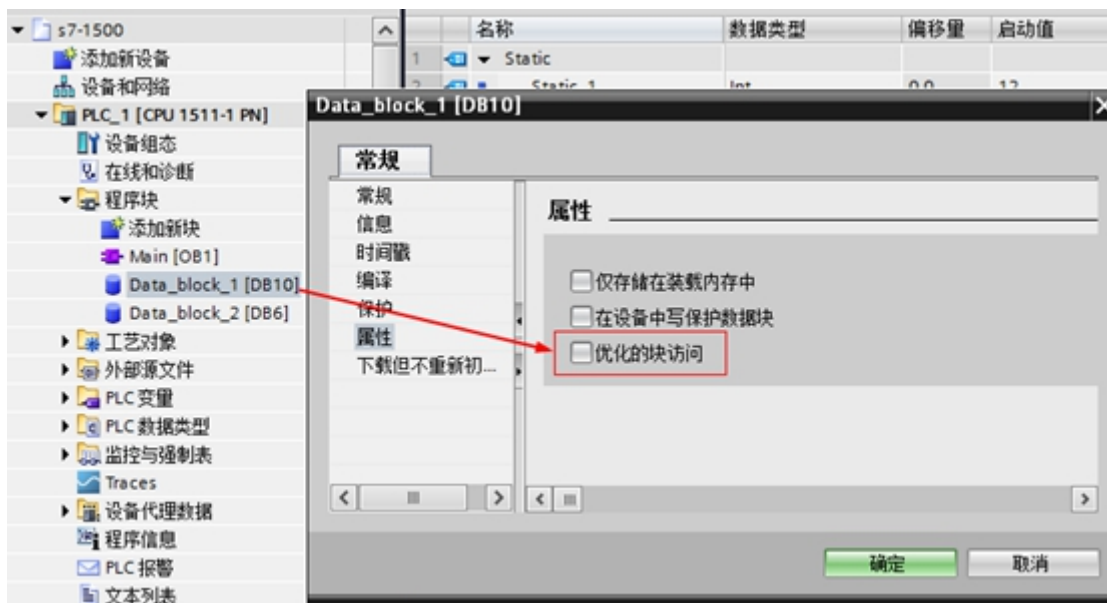 s7-1500
添加新设备
设备和网络
PLC_1 [CPU 1511-1 PN]
设备组态
在线和诊断
程序块
添加新块
Main [OB1]
Data_block_1 [DB10]
Data_block_2 [DB6]
工艺对象
外部源文件
PLC 变量
PLC 数据类型
监控与强制表
Traces
设备代理数据
程序信息
PLC 报警
文本列表
名称 数据类型 偏移量 启动值
1 Static
2 Static_1 Int 0.0 12
Data_block_1 [DB10]
常规
常规
信息
时间戳
编译
保护
属性
下载但不重新初...
属性
仅存储在装载内存中
在设备中写保护数据块
优化的块访问
确定 取消